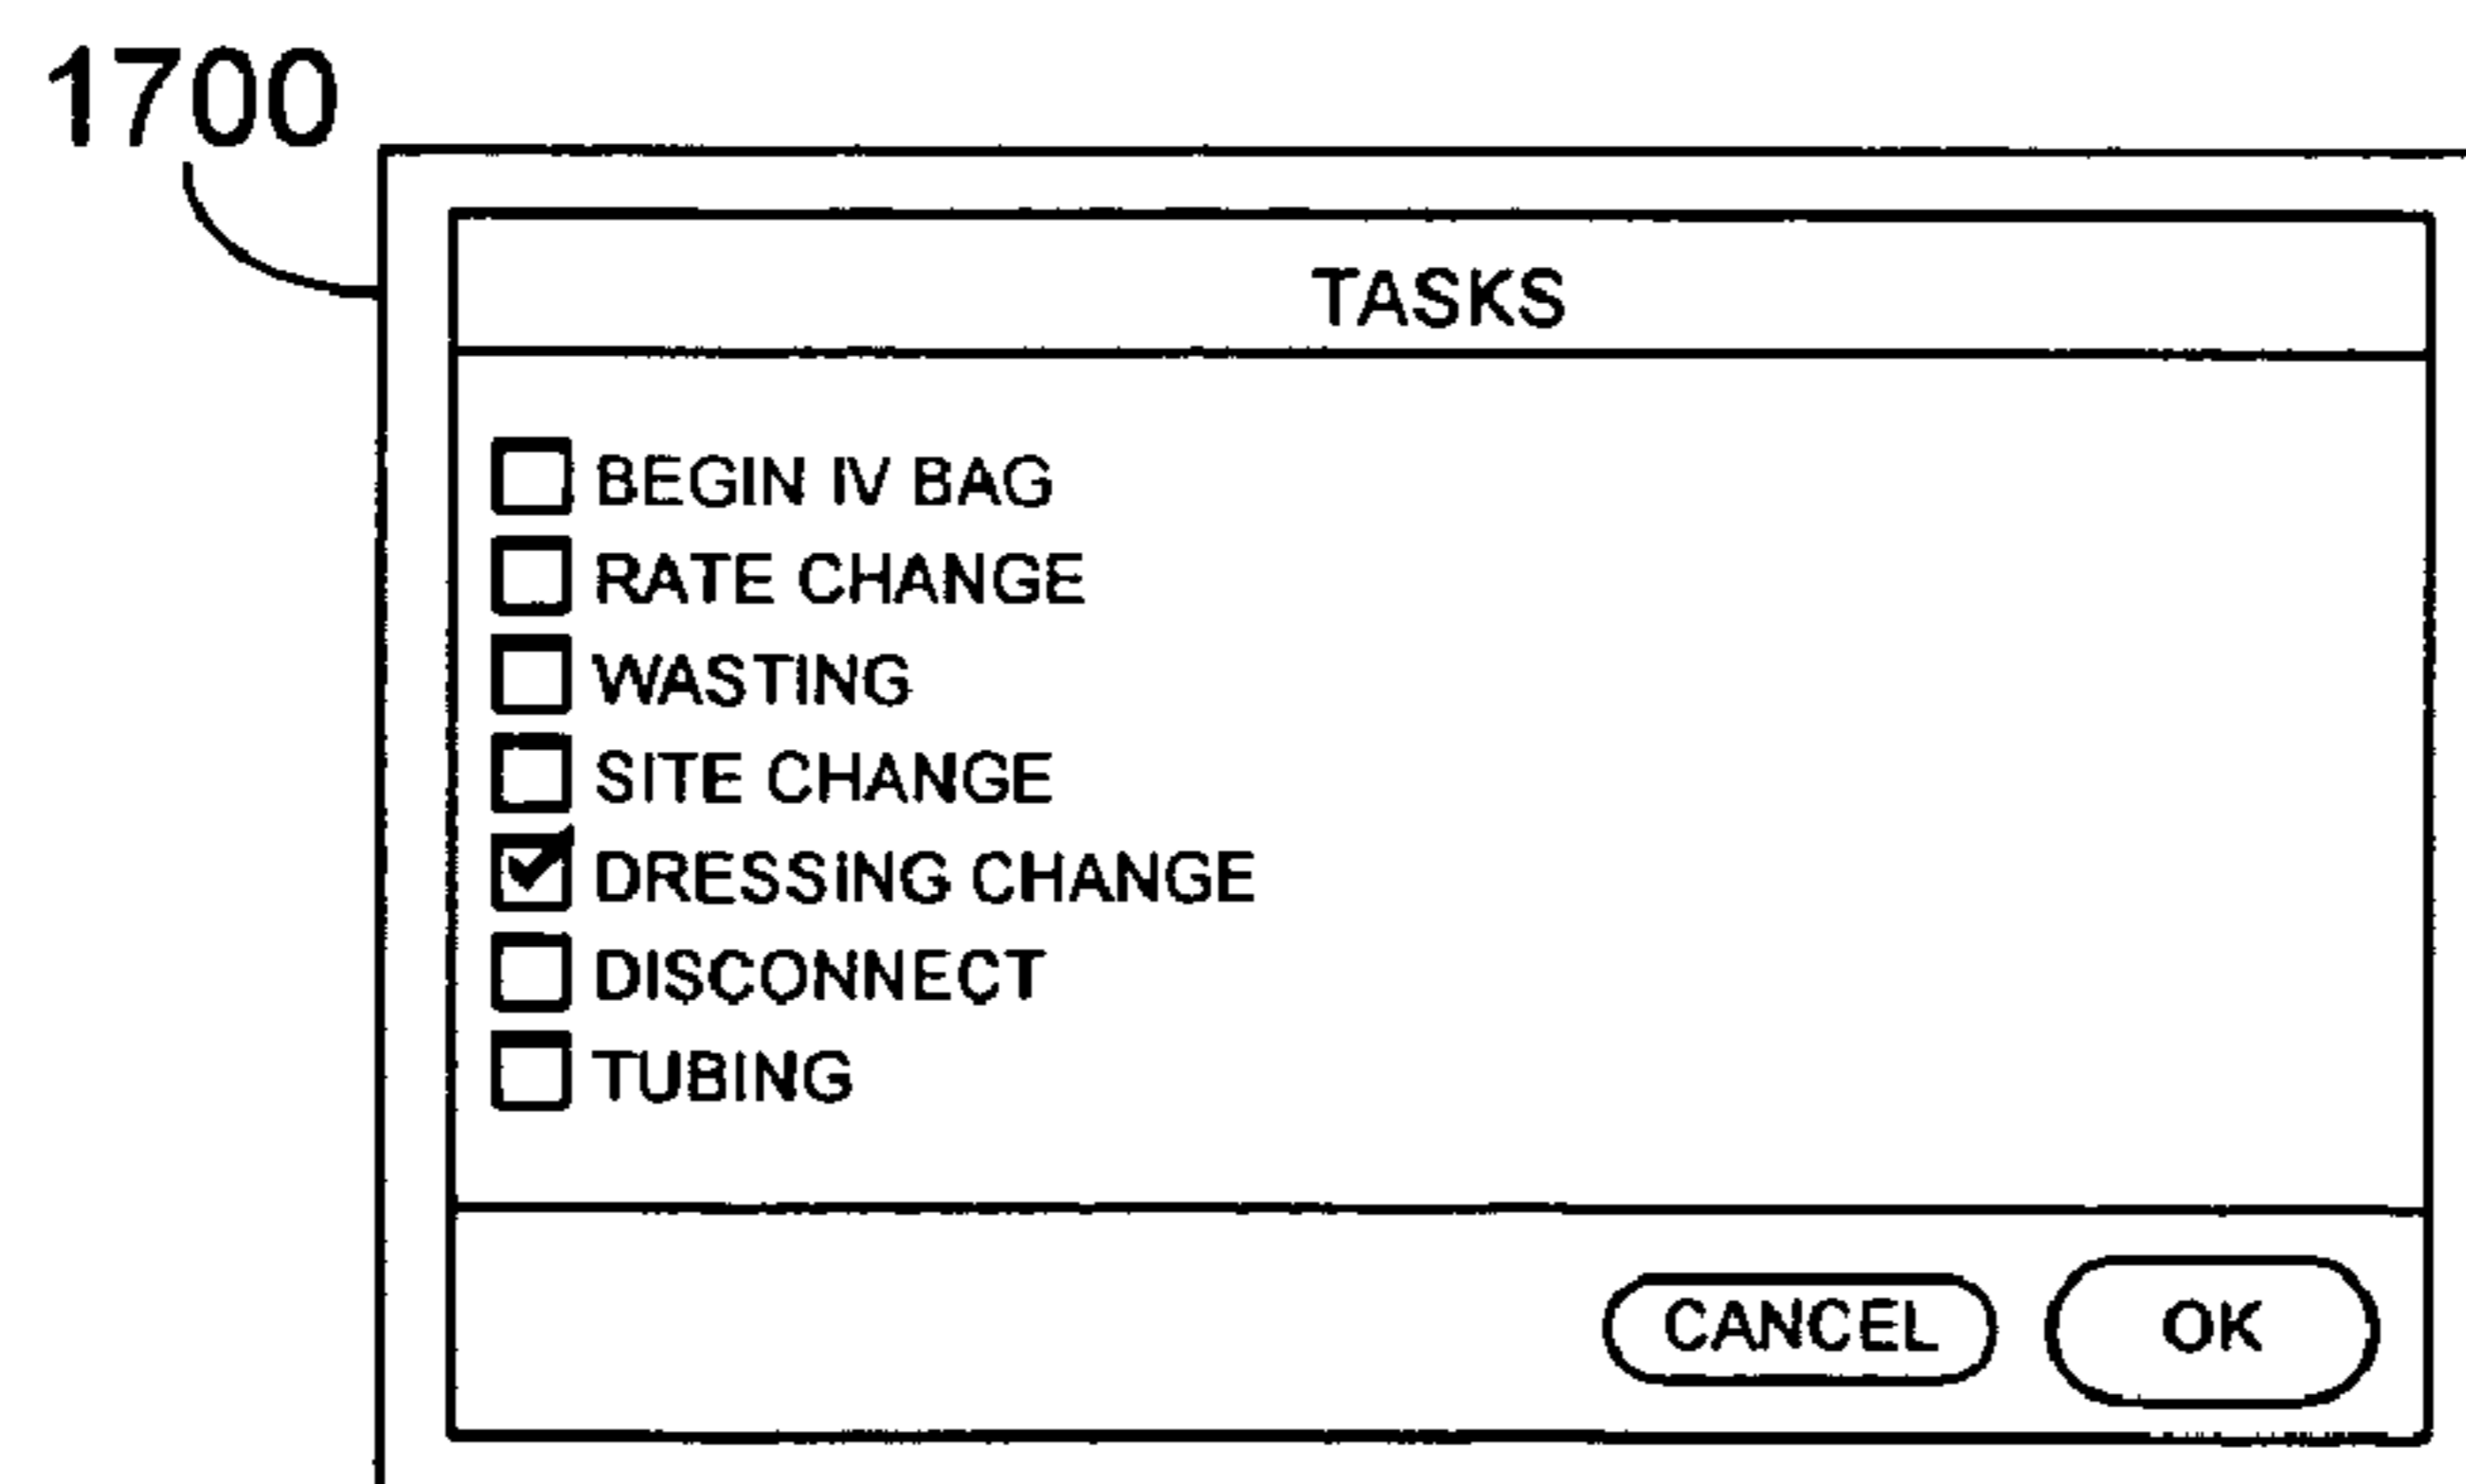 1700
TASKS
BEGIN IV BAG
RATE CHANGE
WASTING
SITE CHANGE
DRESSING CHANGE
DISCONNECT
TUBING
CANCEL OK